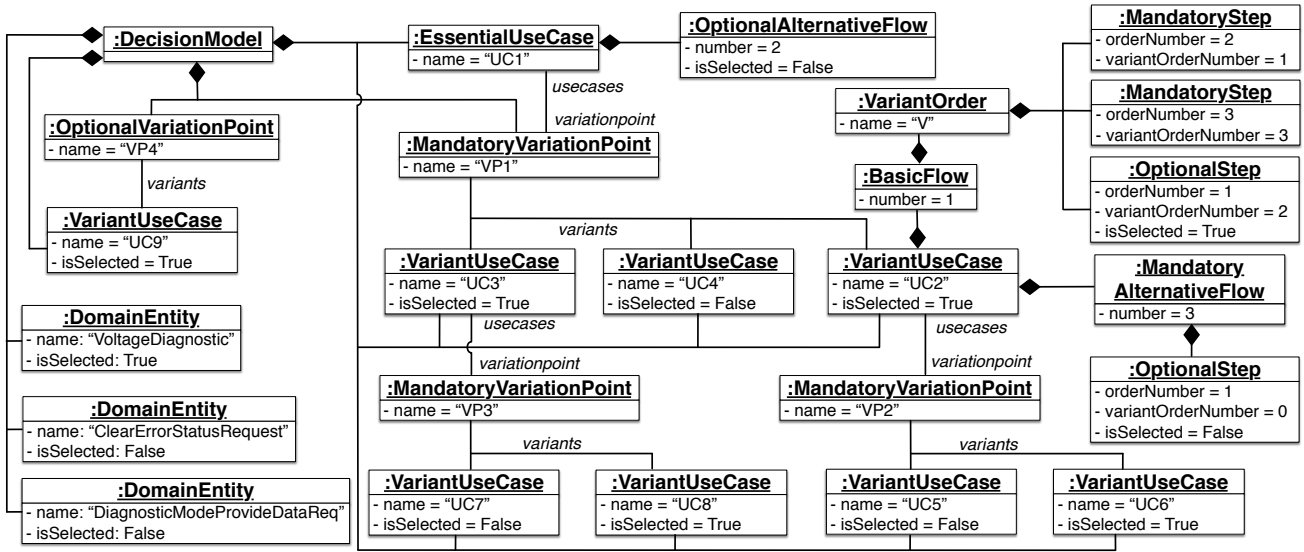 :DecisionModel
:EssentialUseCase
- name = “UC1”
:OptionalAlternativeFlow
- number = 2
- isSelected = False
:MandatoryStep
- orderNumber = 2
- variantOrderNumber = 1
usecases
variationpoint
:OptionalVariationPoint
- name = “VP4”
:MandatoryVariationPoint
- name = “VP1”
:VariantOrder
- name = “V”
:MandatoryStep
- orderNumber = 3
- variantOrderNumber = 3
variants
:BasicFlow
- number = 1
:OptionalStep
- orderNumber = 1
- variantOrderNumber = 2
- isSelected = True
:VariantUseCase
- name = “UC9”
- isSelected = True
variants
:VariantUseCase
- name = “UC3”
- isSelected = True
:VariantUseCase
- name = “UC4”
- isSelected = False
:VariantUseCase
- name = “UC2”
- isSelected = True
:Mandatory
AlternativeFlow
- number = 3
:DomainEntity
- name: “VoltageDiagnostic”
- isSelected: True
usecases
variationpoint
usecases
variationpoint
:MandatoryVariationPoint
- name = “VP3”
:MandatoryVariationPoint
- name = “VP2”
:OptionalStep
- orderNumber = 1
- variantOrderNumber = 0
- isSelected = False
:DomainEntity
- name: “ClearErrorStatusRequest”
- isSelected: False
variants
variants
:DomainEntity
- name: “DiagnosticModeProvideDataReq”
- isSelected: False
:VariantUseCase
- name = “UC7”
- isSelected = False
:VariantUseCase
- name = “UC8”
- isSelected = True
:VariantUseCase
- name = “UC5”
- isSelected = False
:VariantUseCase
- name = “UC6”
- isSelected = True